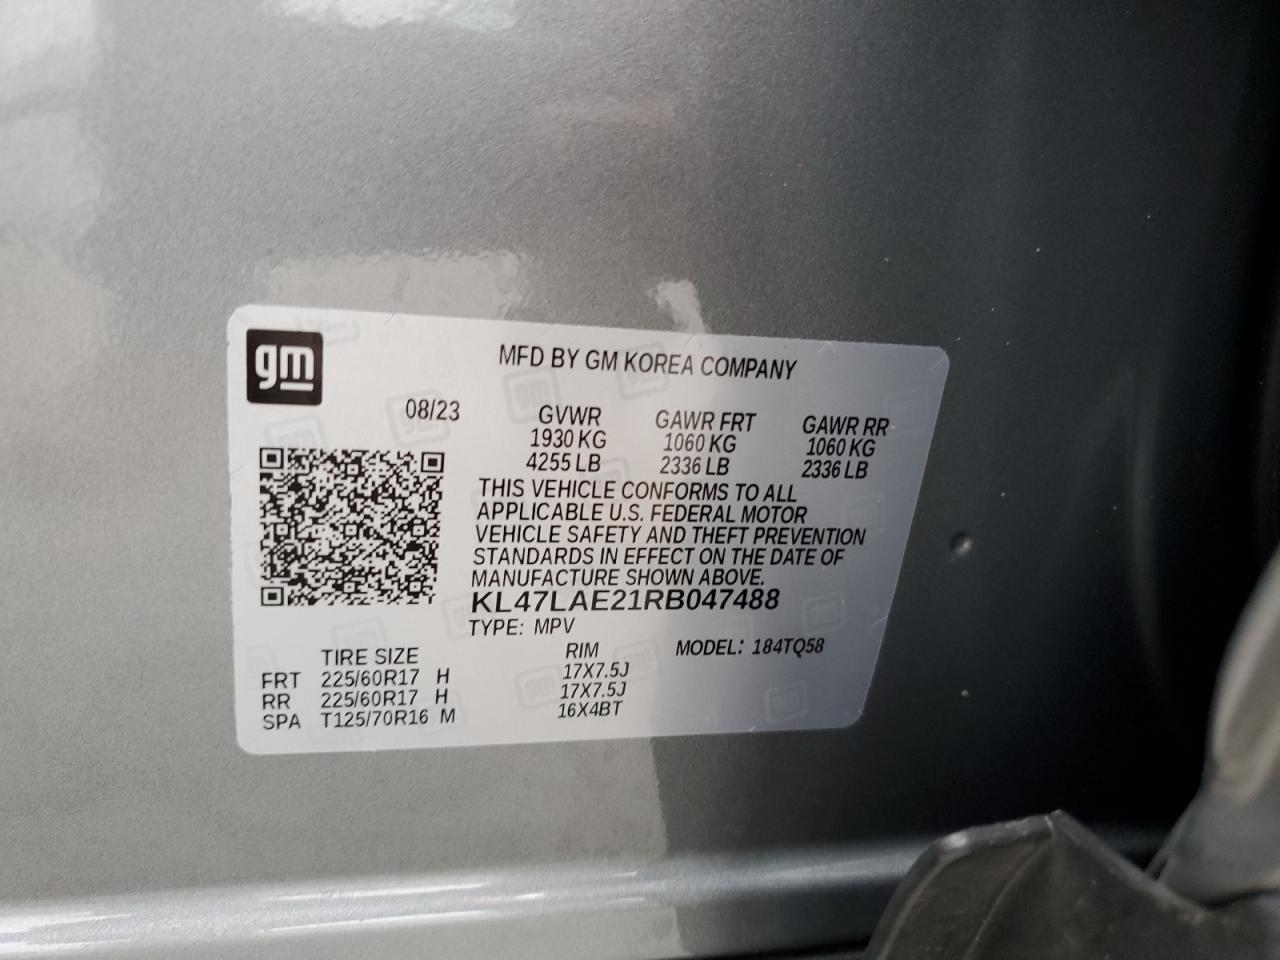 gm
MFD BY GM KOREA COMPANY
08/23
GVWR GAWR FRT GAWR RR
1930 KG 1060 KG 1060 KG
4255 LB 2336 LB 2336 LB
THIS VEHICLE CONFORMS TO ALL
APPLICABLE U.S. FEDERAL MOTOR
VEHICLE SAFETY AND THEFT PREVENTION
STANDARDS IN EFFECT ON THE DATE OF
MANUFACTURE SHOWN ABOVE.
KL47LAE21RB047488
TYPE: MPV MODEL: 184TQ58
TIRE SIZE RIM
FRT 225/60R17 H 17X7.5J
RR 225/60R17 H 17X7.5J
SPA T125/70R16 M 16X4BT